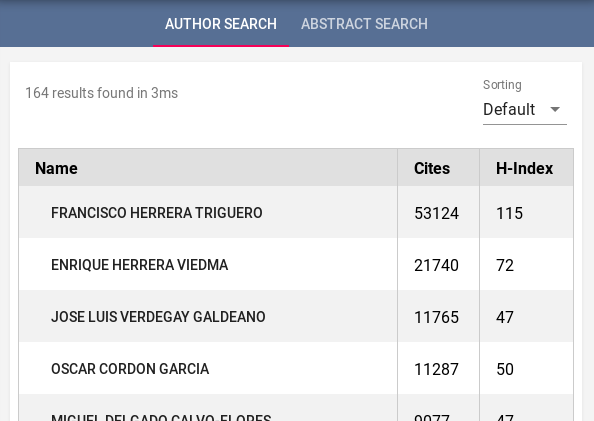 AUTHOR SEARCH ABSTRACT SEARCH
164 results found in 3ms
Sorting
Default
Name Cites H-Index
FRANCISCO HERRERA TRIGUERO 53124 115
ENRIQUE HERRERA VIEDMA 21740 72
JOSE LUIS VERDEGAY GALDEANO 11765 47
OSCAR CORDON GARCIA 11287 50
MIGUEL DELGADO CALVO-FLORES 9077 47